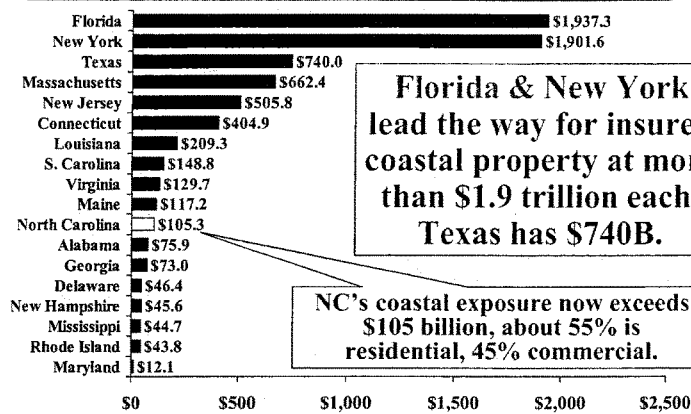 Florida $1,937.3
New York $1,901.6
Texas $740.0
Massachusetts $662.4
New Jersey $505.8
Connecticut $404.9
Louisiana $209.3
S. Carolina $148.8
Virginia $129.7
Maine $117.2
North Carolina $105.3
Alabama $75.9
Georgia $73.0
Delaware $46.4
New Hampshire $45.6
Mississippi $44.7
Rhode Island $43.8
Maryland $12.1
Florida & New York
lead the way for insure
coastal property at mor
than $1.9 trillion each
Texas has $740B.
NC's coastal exposure now exceeds
$105 billion, about 55% is
residential, 45% commercial.
$0 $500 $1,000 $1,500 $2,000 $2,500